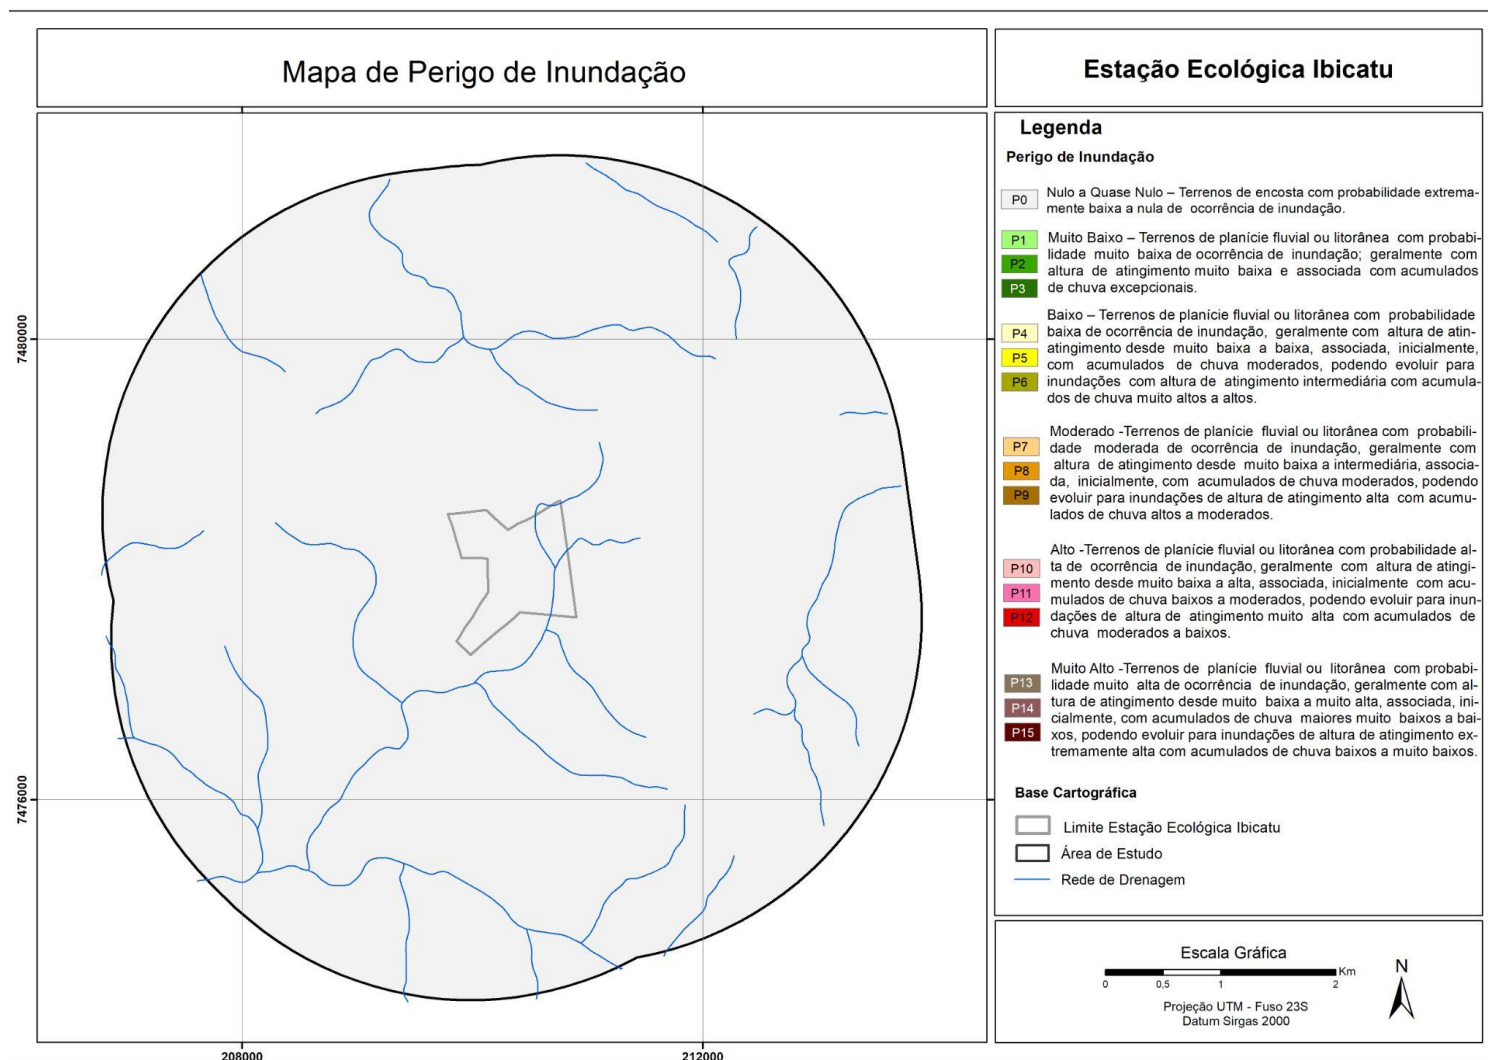 Mapa de Perigo de Inundação
Estação Ecológica Ibicatu
7480000
7476000
208000
212000
Legenda
Perigo de Inundação
P0
Nulo a Quase Nulo – Terrenos de encosta com probabilidade extrema-
mente baixa a nula de ocorrência de inundação.
P1
P2
P3
Muito Baixo – Terrenos de planície fluvial ou litorânea com probabi-
lidade muito baixa de ocorrência de inundação; geralmente com
altura de atingimento muito baixa e associada com acumulados
de chuva excepcionais.
P4
P5
P6
Baixo – Terrenos de planície fluvial ou litorânea com probabilidade
baixa de ocorrência de inundação, geralmente com altura de atin-
atingimento desde muito baixa a baixa, associada, inicialmente,
com acumulados de chuva moderados, podendo evoluir para
inundações com altura de atingimento intermediária com acumula-
dos de chuva muito altos a altos.
P7
P8
P9
Moderado -Terrenos de planície fluvial ou litorânea com probabili-
dade moderada de ocorrência de inundação, geralmente com
altura de atingimento desde muito baixa a intermediária, associa-
da, inicialmente, com acumulados de chuva moderados, podendo
evoluir para inundações de altura de atingimento alta com acumu-
lados de chuva altos a moderados.
P10
P11
P12
Alto -Terrenos de planície fluvial ou litorânea com probabilidade al-
ta de ocorrência de inundação, geralmente com altura de atingi-
mento desde muito baixa a alta, associada, inicialmente com acu-
mulados de chuva baixos a moderados, podendo evoluir para inun-
dações de altura de atingimento muito alta com acumulados de
chuva moderados a baixos.
P13
P14
P15
Muito Alto -Terrenos de planície fluvial ou litorânea com probabi-
lidade muito alta de ocorrência de inundação, geralmente com al-
tura de atingimento desde muito baixa a muito alta, associada, ini-
cialmente, com acumulados de chuva maiores muito baixos a bai-
xos, podendo evoluir para inundações de altura de atingimento ex-
tremamente alta com acumulados de chuva baixos a muito baixos.
Base Cartográfica
Limite Estação Ecológica Ibicatu
Área de Estudo
Rede de Drenagem
Escala Gráfica
Km
0 0,5 1 2
Projeção UTM - Fuso 23S
Datum Sirgas 2000
N